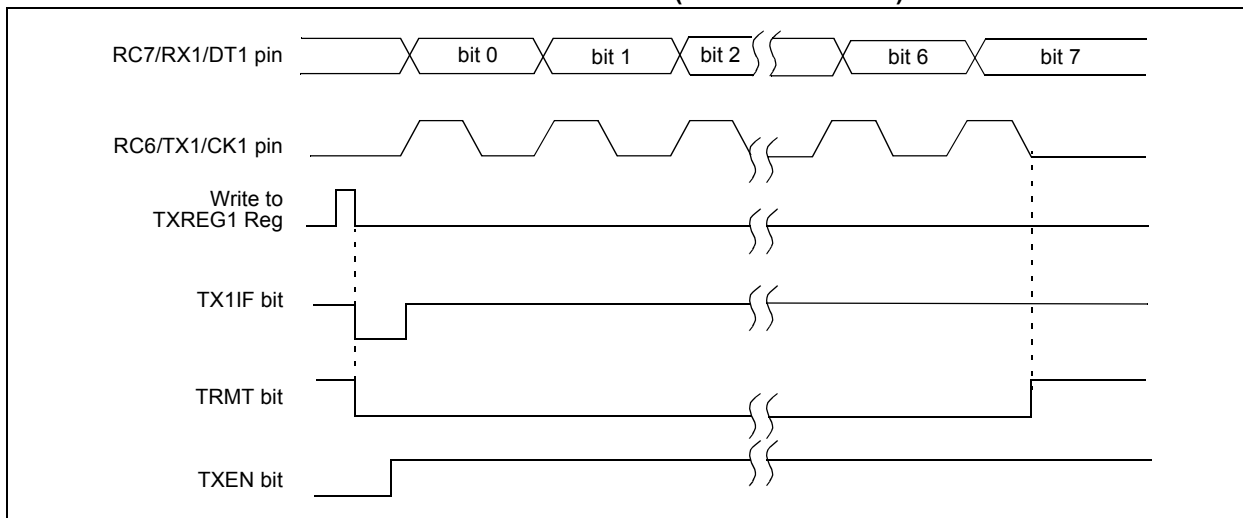 RC7/RX1/DT1 pin
bit 0
bit 1
bit 2
bit 6
bit 7
RC6/TX1/CK1 pin
Write to
TXREG1 Reg
TX1IF bit
TRMT bit
TXEN bit